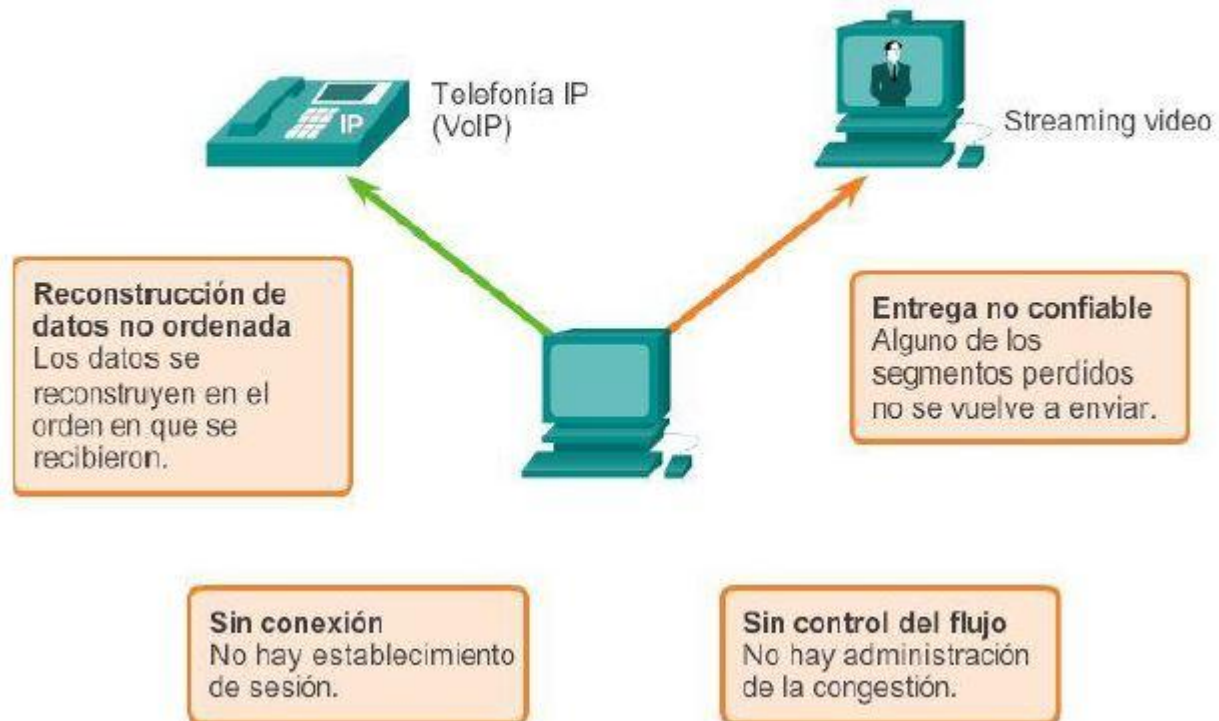 Telefonía IP
(VoIP)
IP
Streaming video
Reconstrucción de
datos no ordenada
Los datos se
reconstruyen en el
orden en que se
recibieron.
Entrega no confiable
Alguno de los
segmentos perdidos
no se vuelve a enviar.
Sin conexión
No hay establecimiento
de sesión.
Sin control del flujo
No hay administración
de la congestión.